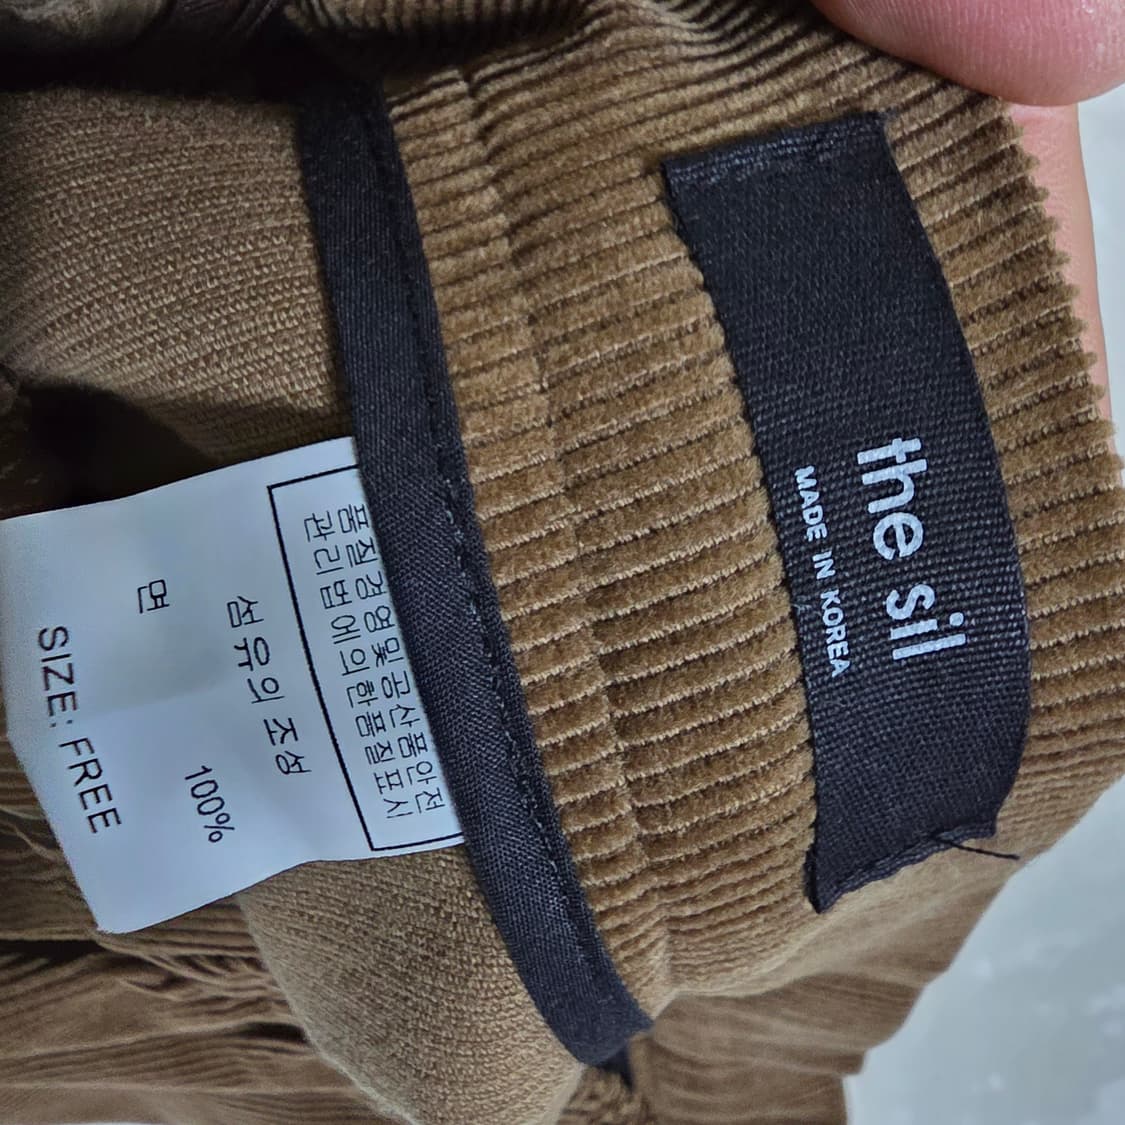 the sil
MADE IN KOREA
품질경영및공산품안전
관리법에의한품질표시
섬유의 조성
면 100%
SIZE: FREE